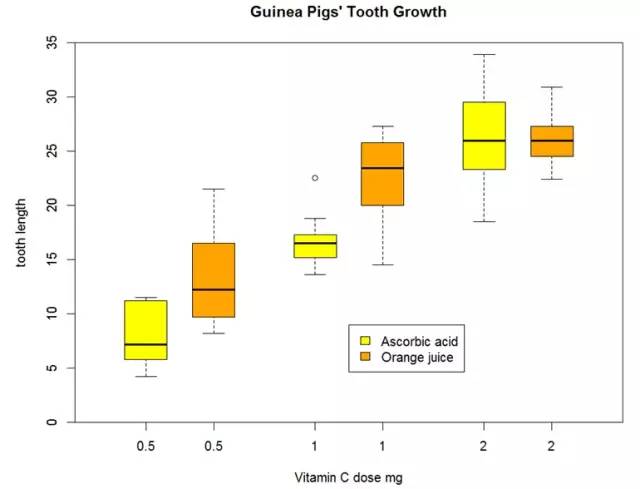 Guinea Pigs' Tooth Growth
35
30
25
20
15
10
5
0
tooth length
Ascorbic acid
Orange juice
0.5 0.5 1 1 2 2
Vitamin C dose mg